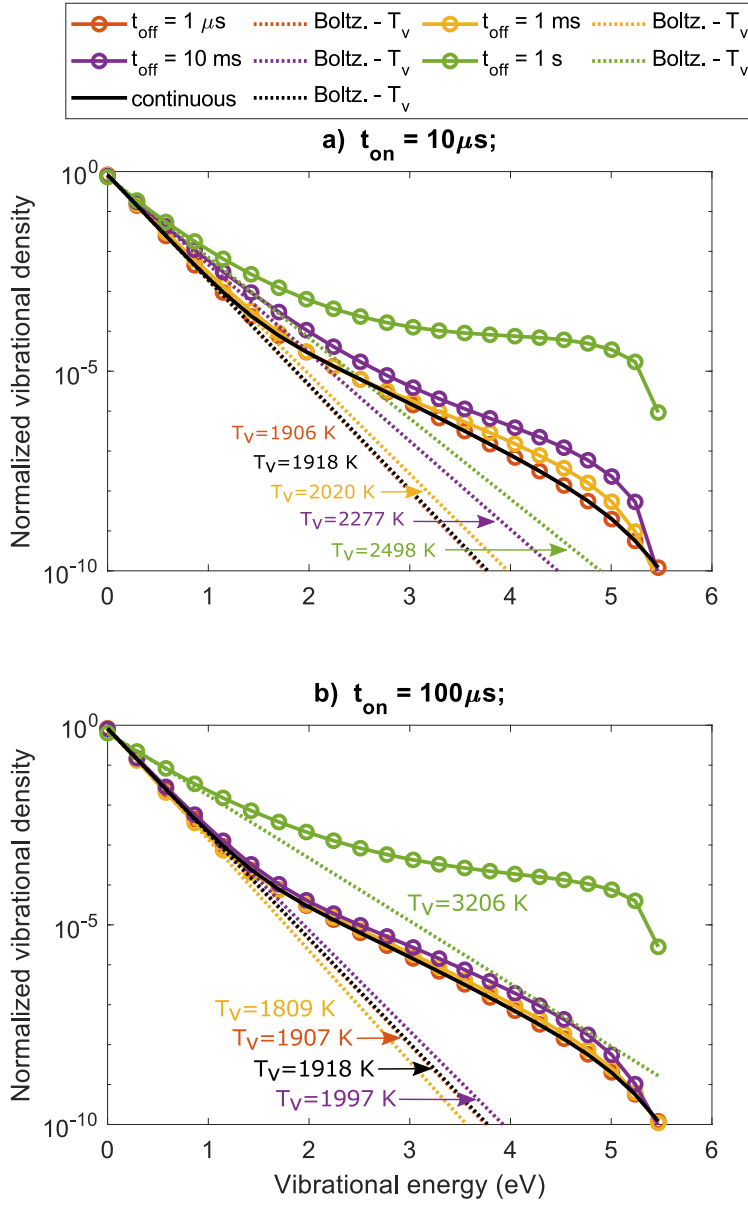 t_off = 1 μs Boltz. - T_v t_off = 1 ms Boltz. - T_v
t_off = 10 ms Boltz. - T_v t_off = 1 s Boltz. - T_v
continuous Boltz. - T_v
a) t_on = 10μs;
Normalized vibrational density
10^0
10^-5
10^-10
T_v=1906 K
T_v=1918 K
T_v=2020 K
T_v=2277 K
T_v=2498 K
0 1 2 3 4 5 6
b) t_on = 100μs;
Normalized vibrational density
10^0
10^-5
10^-10
T_v=3206 K
T_v=1809 K
T_v=1907 K
T_v=1918 K
T_v=1997 K
0 1 2 3 4 5 6
Vibrational energy (eV)